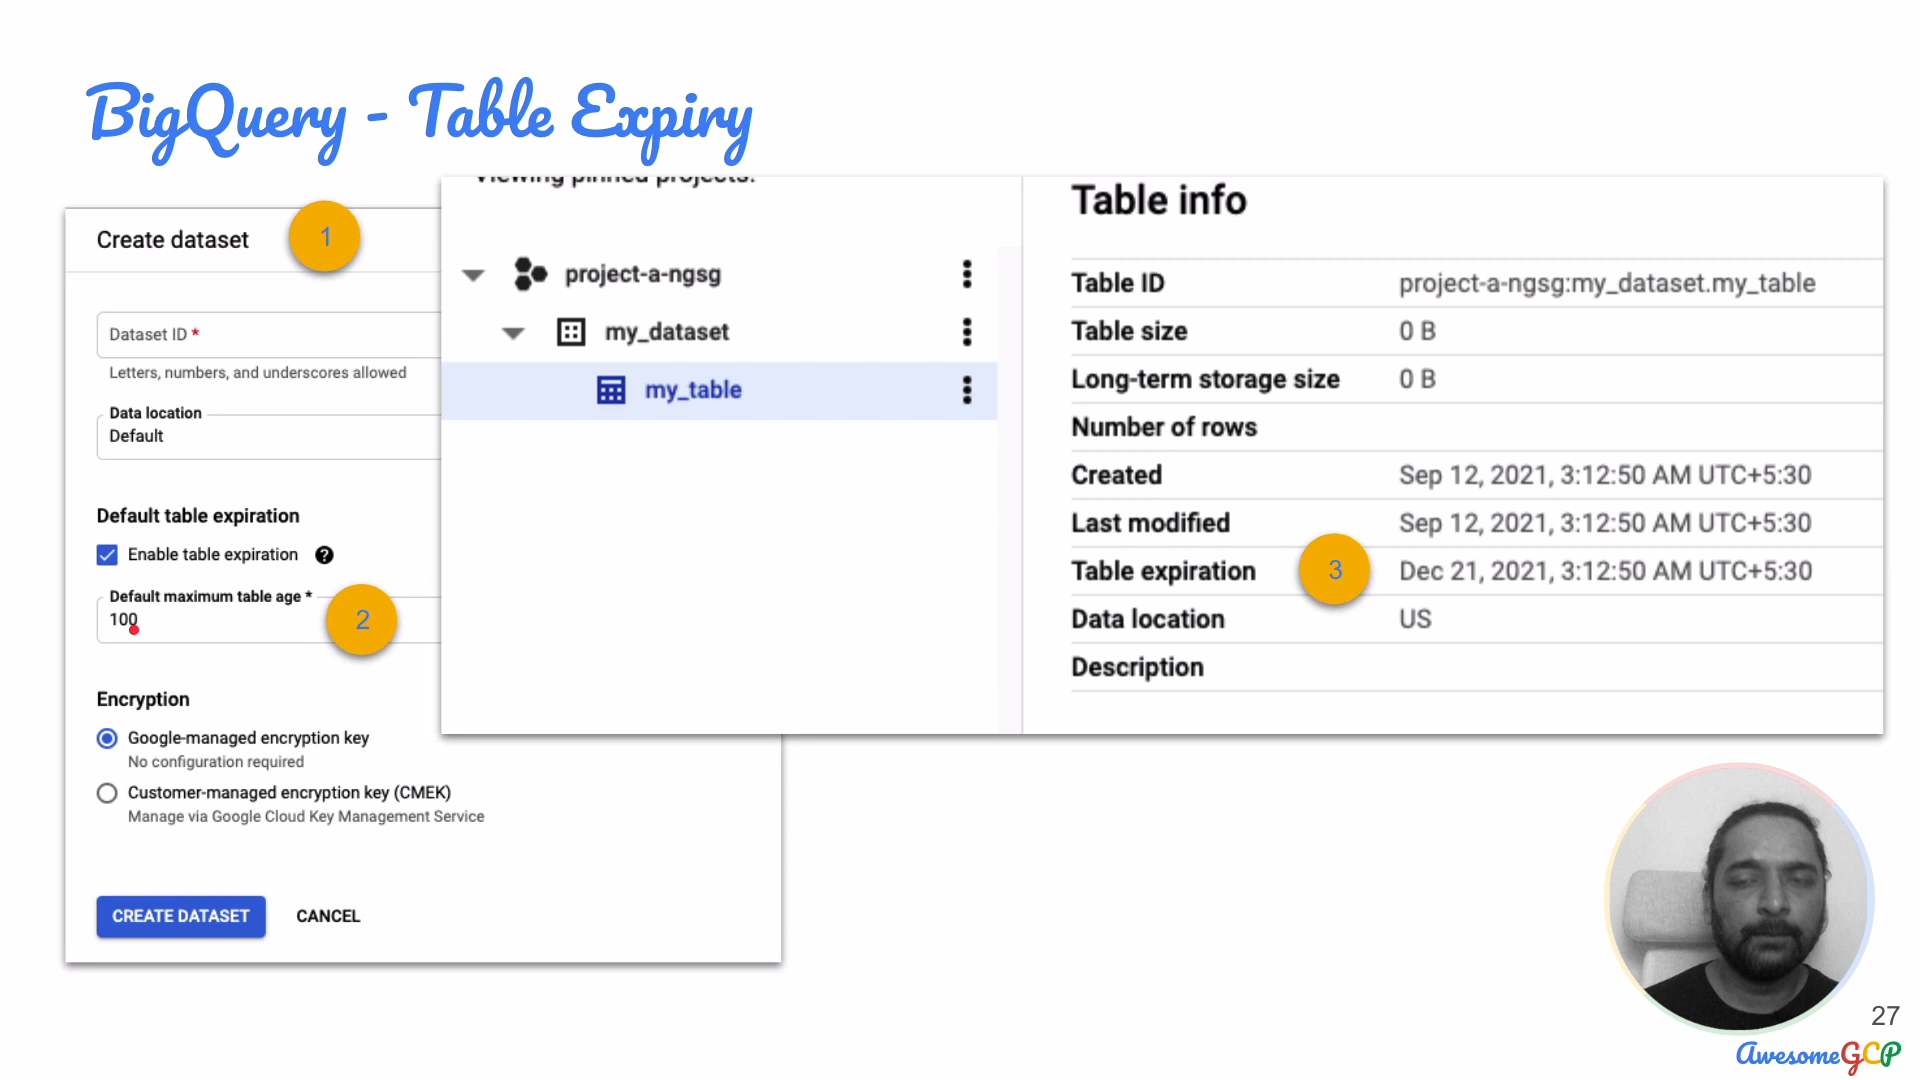 BigQuery - Table Expiry
Create dataset
1
Dataset ID *
Letters, numbers, and underscores allowed
Data location
Default
Default table expiration
Enable table expiration
Default maximum table age *
100
2
Encryption
Google-managed encryption key
No configuration required
Customer-managed encryption key (CMEK)
Manage via Google Cloud Key Management Service
CREATE DATASET CANCEL
Viewing pinned projects.
project-a-ngsg
my_dataset
my_table
Table info
Table ID project-a-ngsg:my_dataset.my_table
Table size 0 B
Long-term storage size 0 B
Number of rows
Created Sep 12, 2021, 3:12:50 AM UTC+5:30
Last modified Sep 12, 2021, 3:12:50 AM UTC+5:30
Table expiration 3 Dec 21, 2021, 3:12:50 AM UTC+5:30
Data location US
Description
27
AwesomeGCP